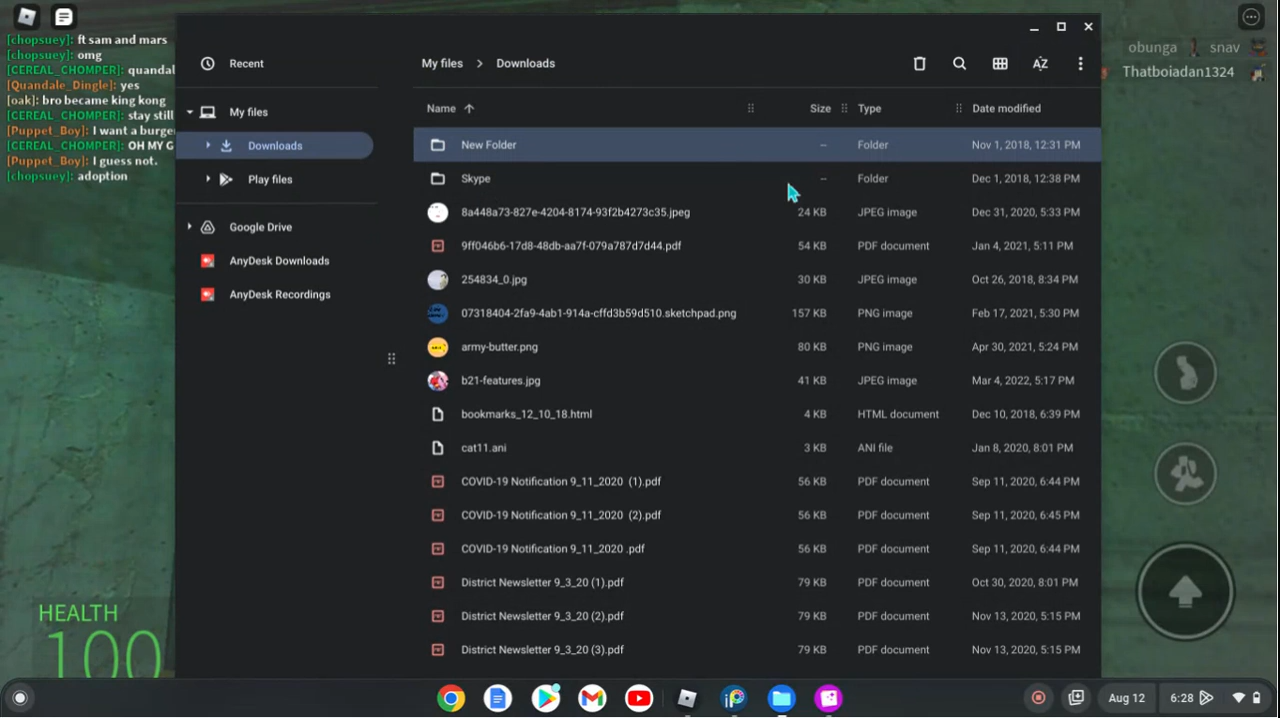 [chopsuey]: ft sam and mars
[chopsuey]: omg
[CEREAL_CHOMPER]: quandal
[Quandale_Dingle]: yes
[oak]: bro became king kong
[CEREAL_CHOMPER]: stay still
[Puppet_Boy]: I want a burge
[CEREAL_CHOMPER]: OH MY G
[Puppet_Boy]: I guess not.
[chopsuey]: adoption
obunga snav
Thatboiadan1324
Recent
My files
Downloads
Play files
Google Drive
AnyDesk Downloads
AnyDesk Recordings
My files > Downloads
AZ
Name Size Type Date modified
New Folder -- Folder Nov 1, 2018, 12:31 PM
Skype -- Folder Dec 1, 2018, 12:38 PM
8a448a73-827e-4204-8174-93f2b4273c35.jpeg 24 KB JPEG image Dec 31, 2020, 5:33 PM
9ff046b6-17d8-48db-aa7f-079a787d7d44.pdf 54 KB PDF document Jan 4, 2021, 5:11 PM
254834_0.jpg 30 KB JPEG image Oct 26, 2018, 8:34 PM
07318404-2fa9-4ab1-914a-cffd3b59d510.sketchpad.png 157 KB PNG image Feb 17, 2021, 5:30 PM
army-butter.png 80 KB PNG image Apr 30, 2021, 5:24 PM
b21-features.jpg 41 KB JPEG image Mar 4, 2022, 5:17 PM
bookmarks_12_10_18.html 4 KB HTML document Dec 10, 2018, 6:39 PM
cat11.ani 3 KB ANI file Jan 8, 2020, 8:01 PM
COVID-19 Notification 9_11_2020 (1).pdf 56 KB PDF document Sep 11, 2020, 6:44 PM
COVID-19 Notification 9_11_2020 (2).pdf 56 KB PDF document Sep 11, 2020, 6:45 PM
COVID-19 Notification 9_11_2020 .pdf 56 KB PDF document Sep 11, 2020, 6:44 PM
District Newsletter 9_3_20 (1).pdf 79 KB PDF document Oct 30, 2020, 8:01 PM
District Newsletter 9_3_20 (2).pdf 79 KB PDF document Nov 13, 2020, 5:15 PM
District Newsletter 9_3_20 (3).pdf 79 KB PDF document Nov 13, 2020, 5:15 PM
HEALTH
100
Aug 12 6:28